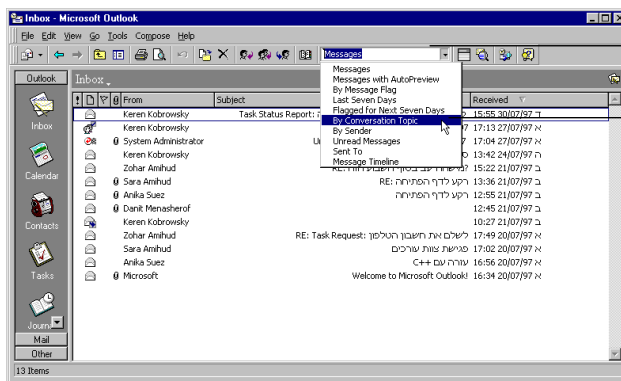 Inbox - Microsoft Outlook
File Edit View Go Tools Compose Help
Messages
Outlook Inbox
Messages
Messages with AutoPreview
By Message Flag
Last Seven Days
Flagged for Next Seven Days
By Conversation Topic
By Sender
Unread Messages
Sent To
Message Timeline
From Subject Received
Keren Kobrowsky Task Status Report: ד 30/07/97 15:55
Keren Kobrowsky א 27/07/97 17:13
System Administrator א 27/07/97 17:04
Keren Kobrowsky ה 24/07/97 13:42
Zohar Amihud ב 21/07/97 15:22
Sara Amihud RE: רקע לדף הפתיחה ב 21/07/97 13:36
Anika Suez רקע לדף הפתיחה ב 21/07/97 12:55
Danit Menasherof ב 21/07/97 12:45
Keren Kobrowsky ב 21/07/97 10:27
Zohar Amihud RE: Task Request: לשלם את חשבון הטלפון א 20/07/97 17:49
Sara Amihud פגישת צוות עורכים א 20/07/97 17:02
Anika Suez עזרה עם C++ א 20/07/97 16:56
Microsoft Welcome to Microsoft Outlook! א 20/07/97 16:34
Inbox
Calendar
Contacts
Tasks
Journ
Mail
Other
13 Items